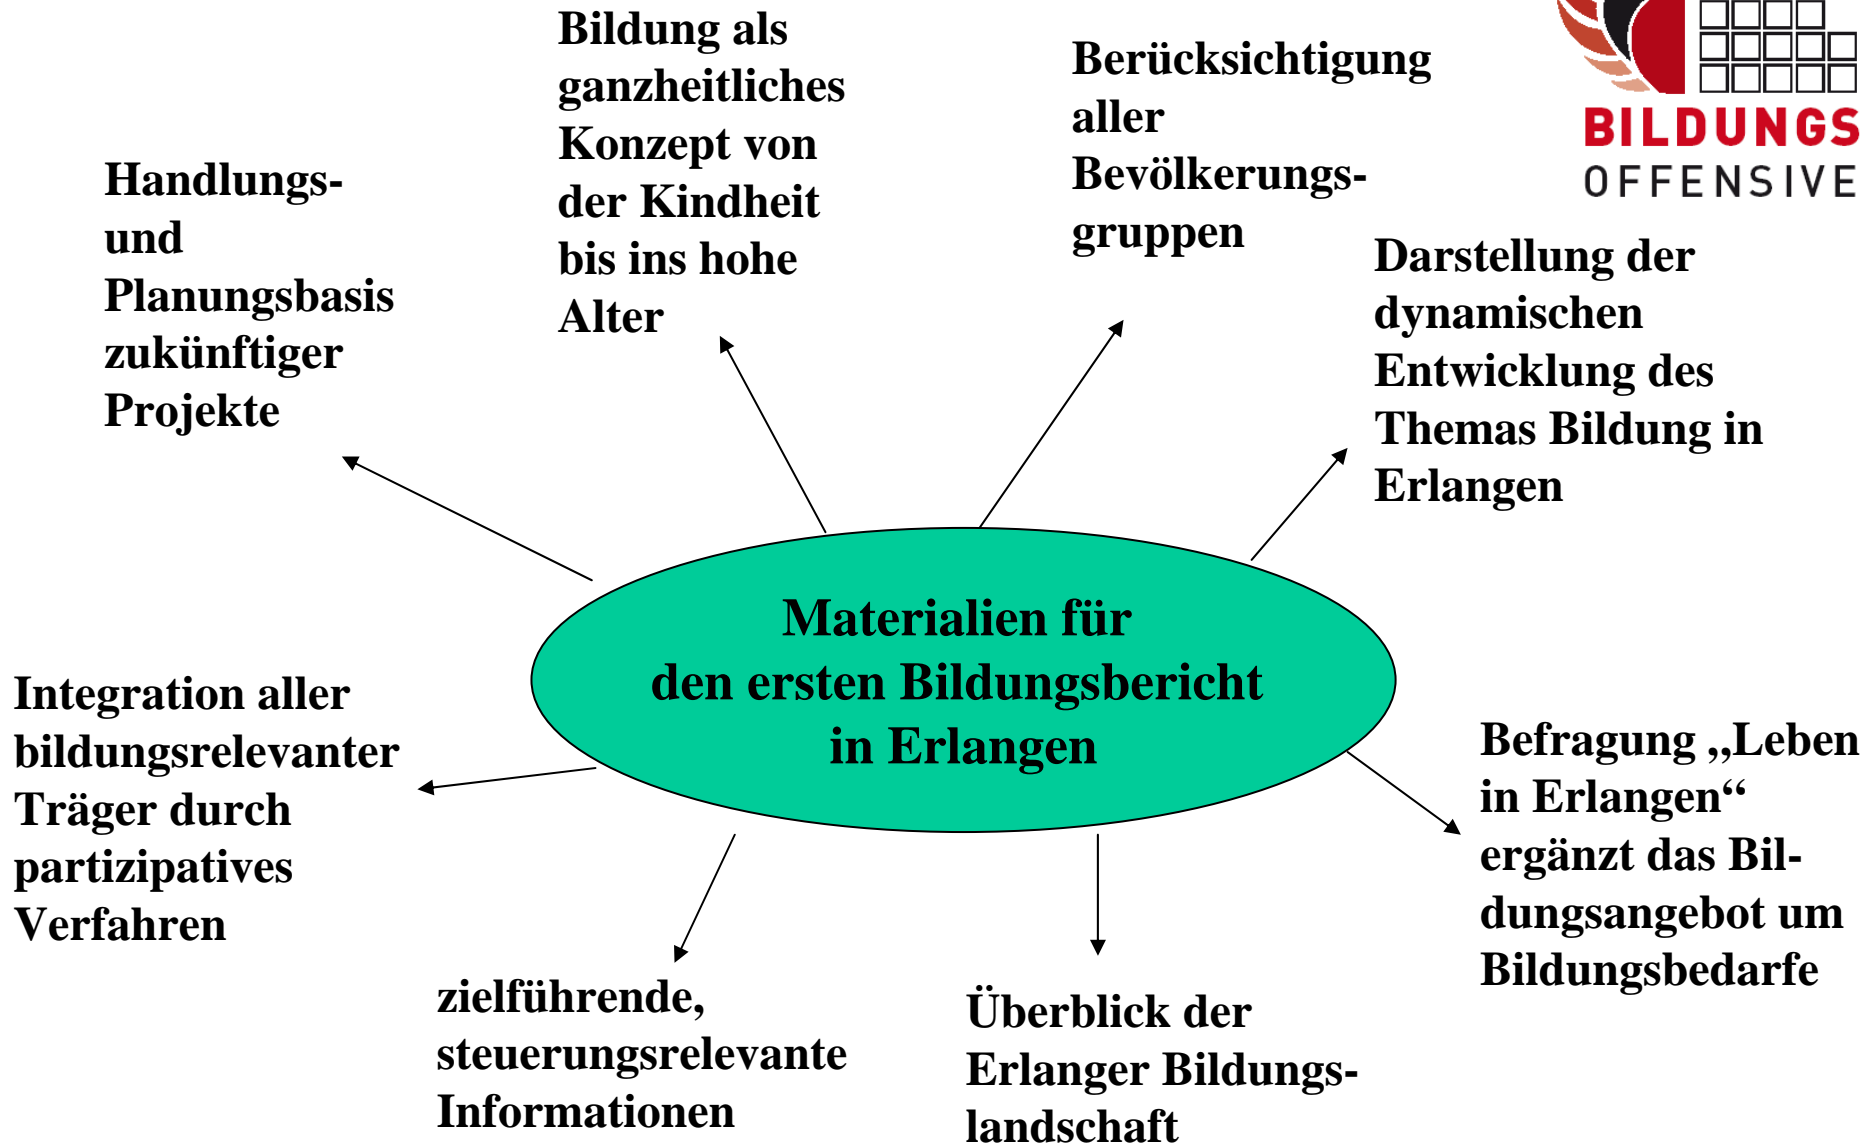 Bildung als
ganzheitliches
Konzept von
der Kindheit
bis ins hohe
Alter
Berücksichtigung
aller
Bevölkerungs-
gruppen
BILDUNGS
OFFENSIVE
Handlungs-
und
Planungsbasis
zukünftiger
Projekte
Darstellung der
dynamischen
Entwicklung des
Themas Bildung in
Erlangen
Materialien für
den ersten Bildungsbericht
in Erlangen
Integration aller
bildungsrelevanter
Träger durch
partizipatives
Verfahren
Befragung „Leben
in Erlangen“
ergänzt das Bil-
dungsangebot um
Bildungsbedarfe
zielführende,
steuerungsrelevante
Informationen
Überblick der
Erlanger Bildungs-
landschaft